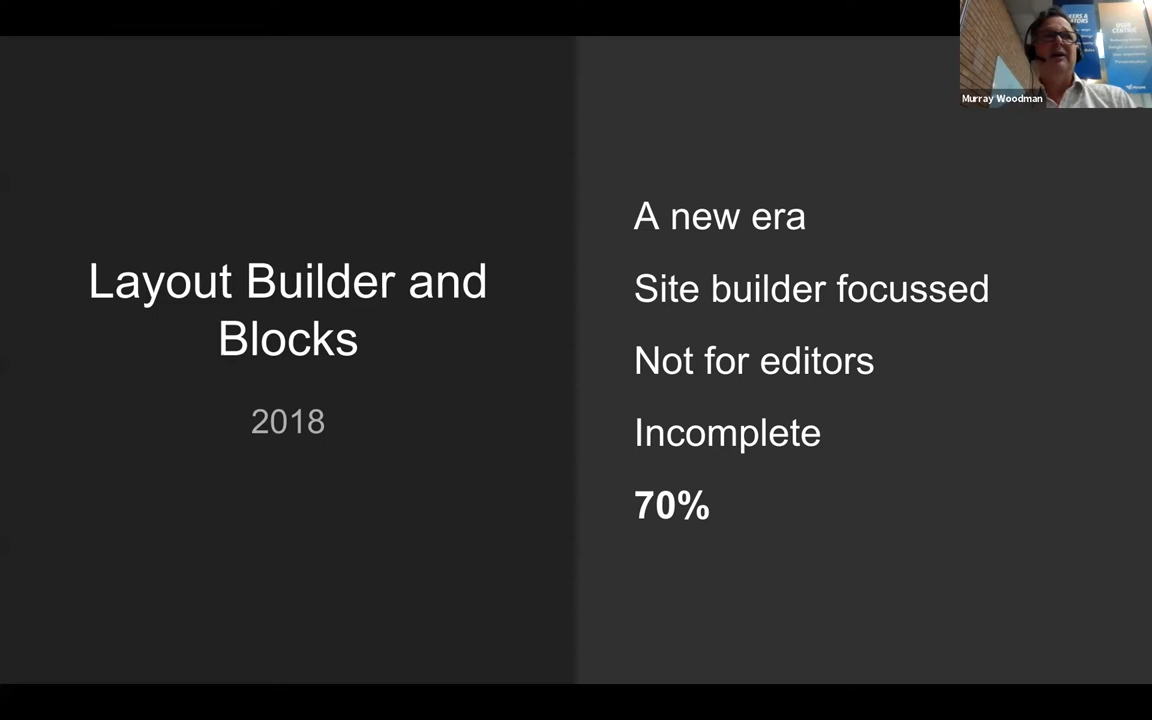 Layout Builder and
Blocks
2018
A new era
Site builder focussed
Not for editors
Incomplete
70%
Murray Woodman